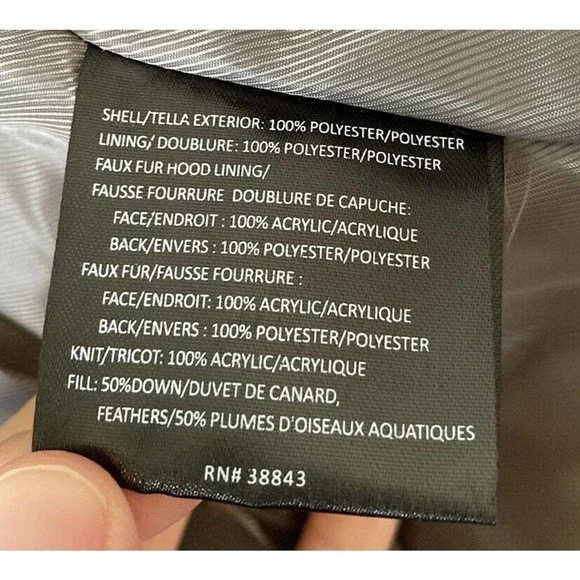 SHELL/TELLA EXTERIOR: 100% POLYESTER/POLYESTER
LINING/ DOUBLURE: 100% POLYESTER/POLYESTER
FAUX FUR HOOD LINING/
FAUSSE FOURRURE DOUBLURE DE CAPUCHE:
FACE/ENDROIT : 100% ACRYLIC/ACRYLIQUE
BACK/ENVERS : 100% POLYESTER/POLYESTER
FAUX FUR/FAUSSE FOURRURE :
FACE/ENDROIT: 100% ACRYLIC/ACRYLIQUE
BACK/ENVERS : 100% POLYESTER/POLYESTER
KNIT/TRICOT: 100% ACRYLIC/ACRYLIQUE
FILL: 50%DOWN/DUVET DE CANARD,
FEATHERS/50% PLUMES D'OISEAUX AQUATIQUES
RN# 38843